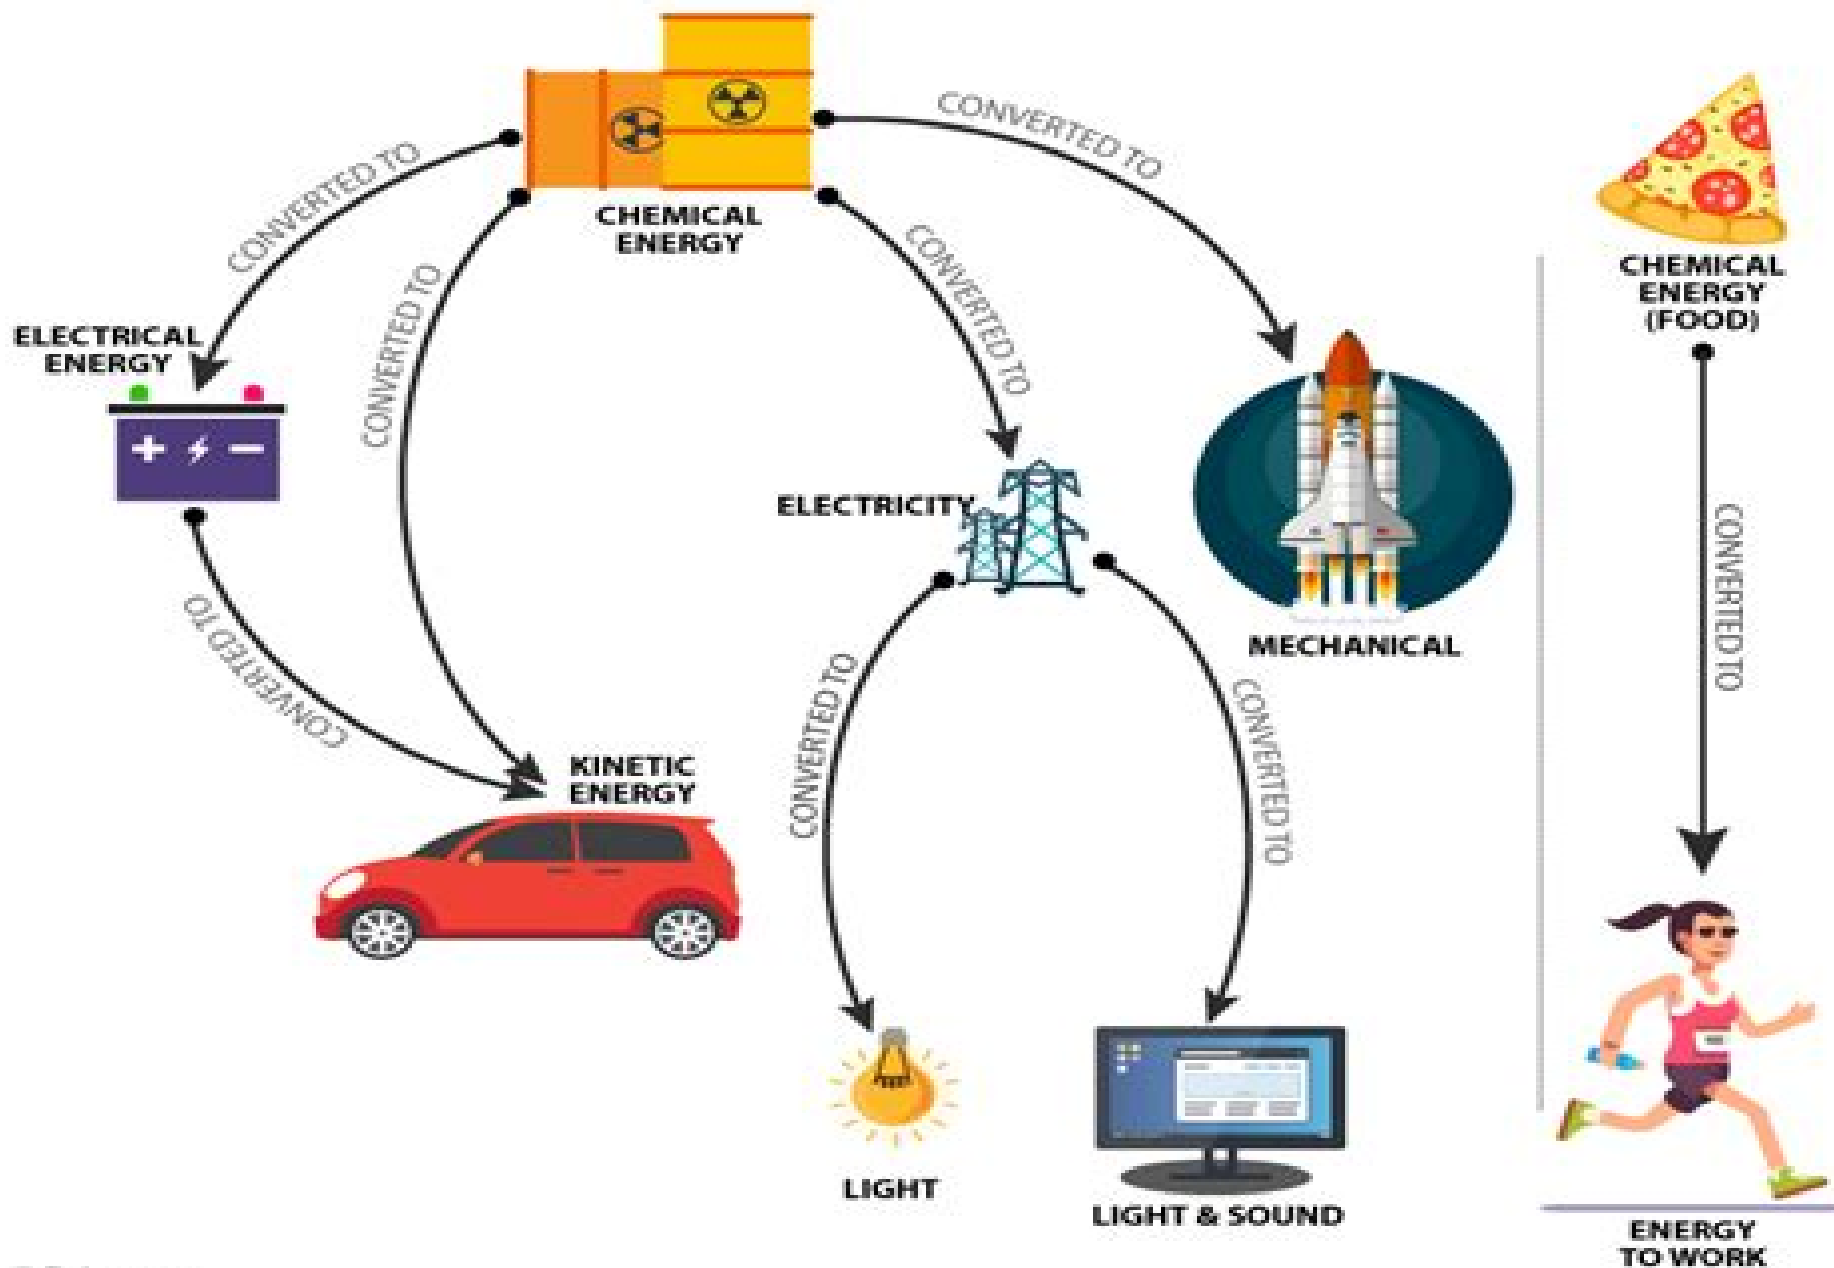 CONVERTED TO
CONVERTED TO
CHEMICAL
ENERGY
CONVERTED TO
CONVERTED TO
CHEMICAL
ENERGY
(FOOD)
ELECTRICAL
ENERGY
+ -
ELECTRICITY
CONVERTED TO
MECHANICAL
CONVERTED TO
CONVERTED TO
CONVERTED TO
KINETIC
ENERGY
LIGHT
LIGHT & SOUND
ENERGY
TO WORK